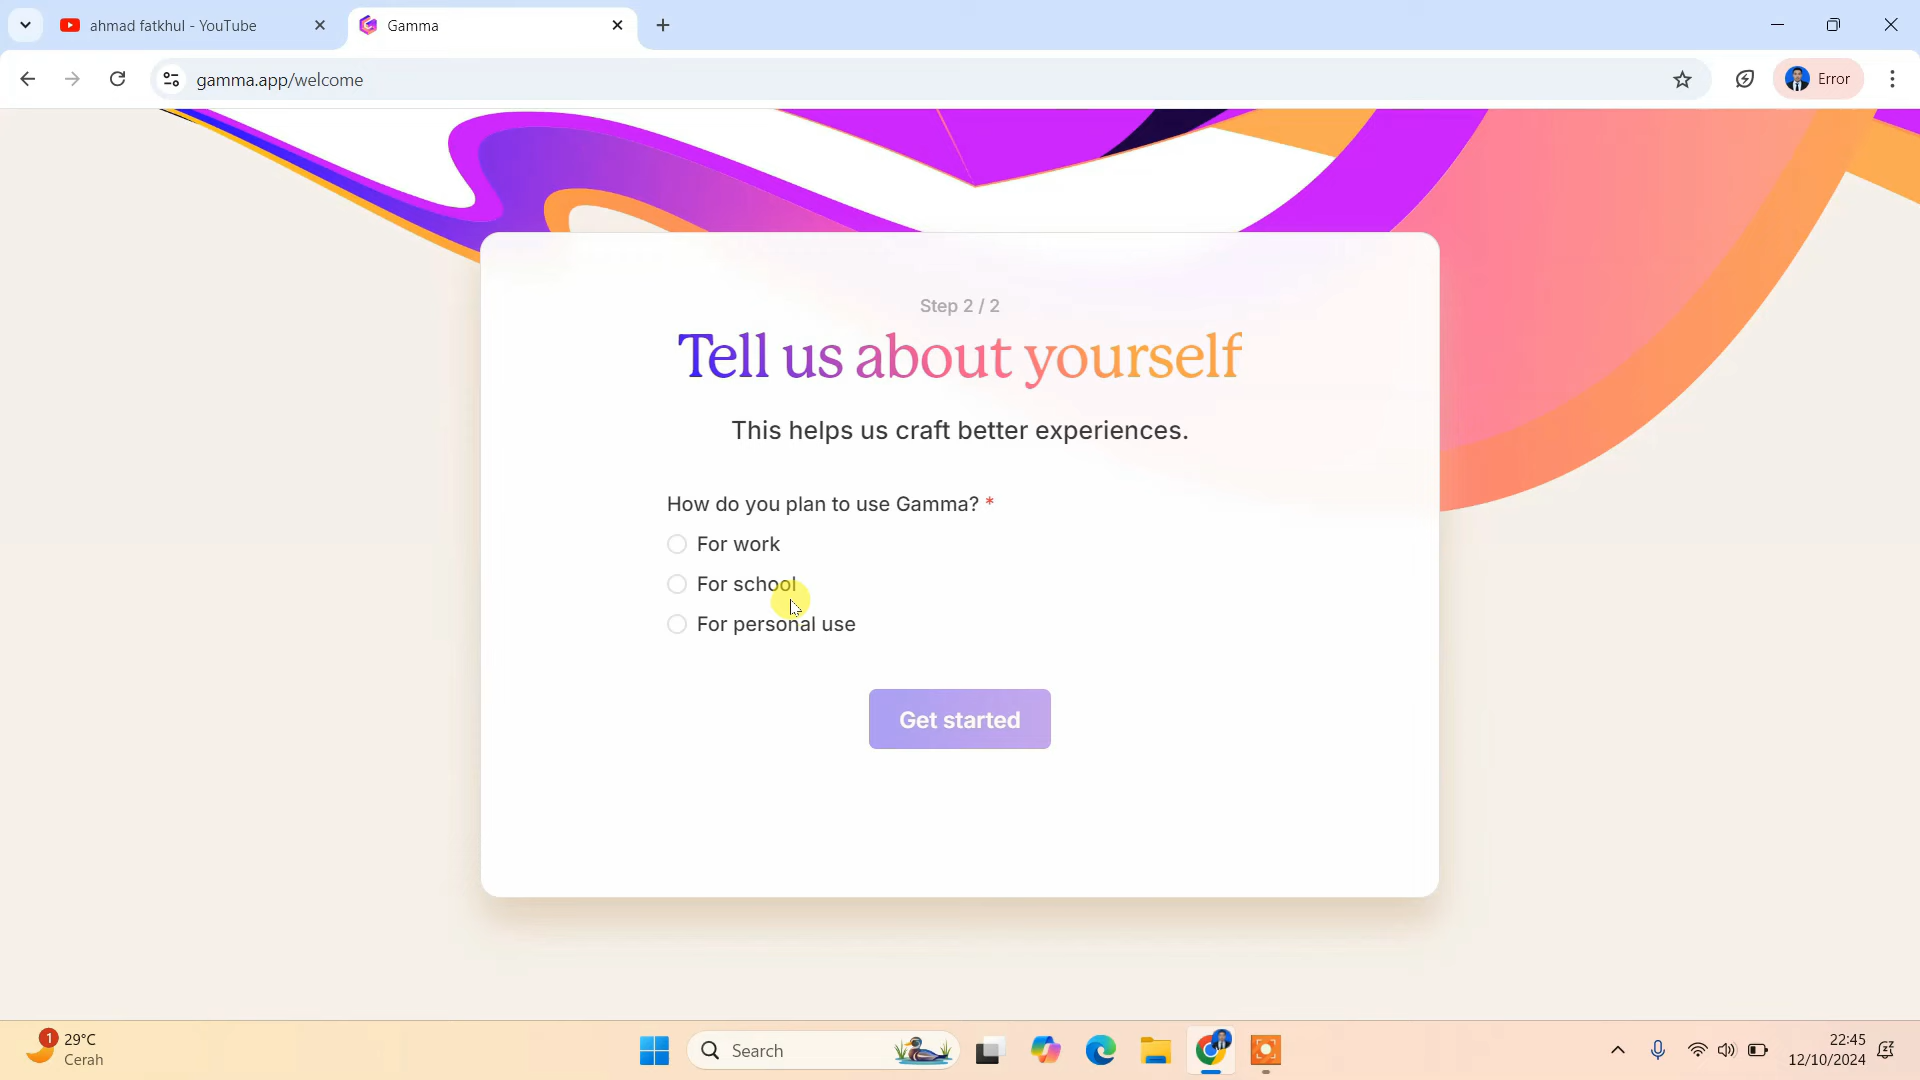 ahmad fatkhul - YouTube
Gamma
gamma.app/welcome
Error
Step 2 / 2
Tell us about yourself
This helps us craft better experiences.
How do you plan to use Gamma? *
For work
For school
For personal use
Get started
1
29°C
Cerah
Search
22:45
12/10/2024